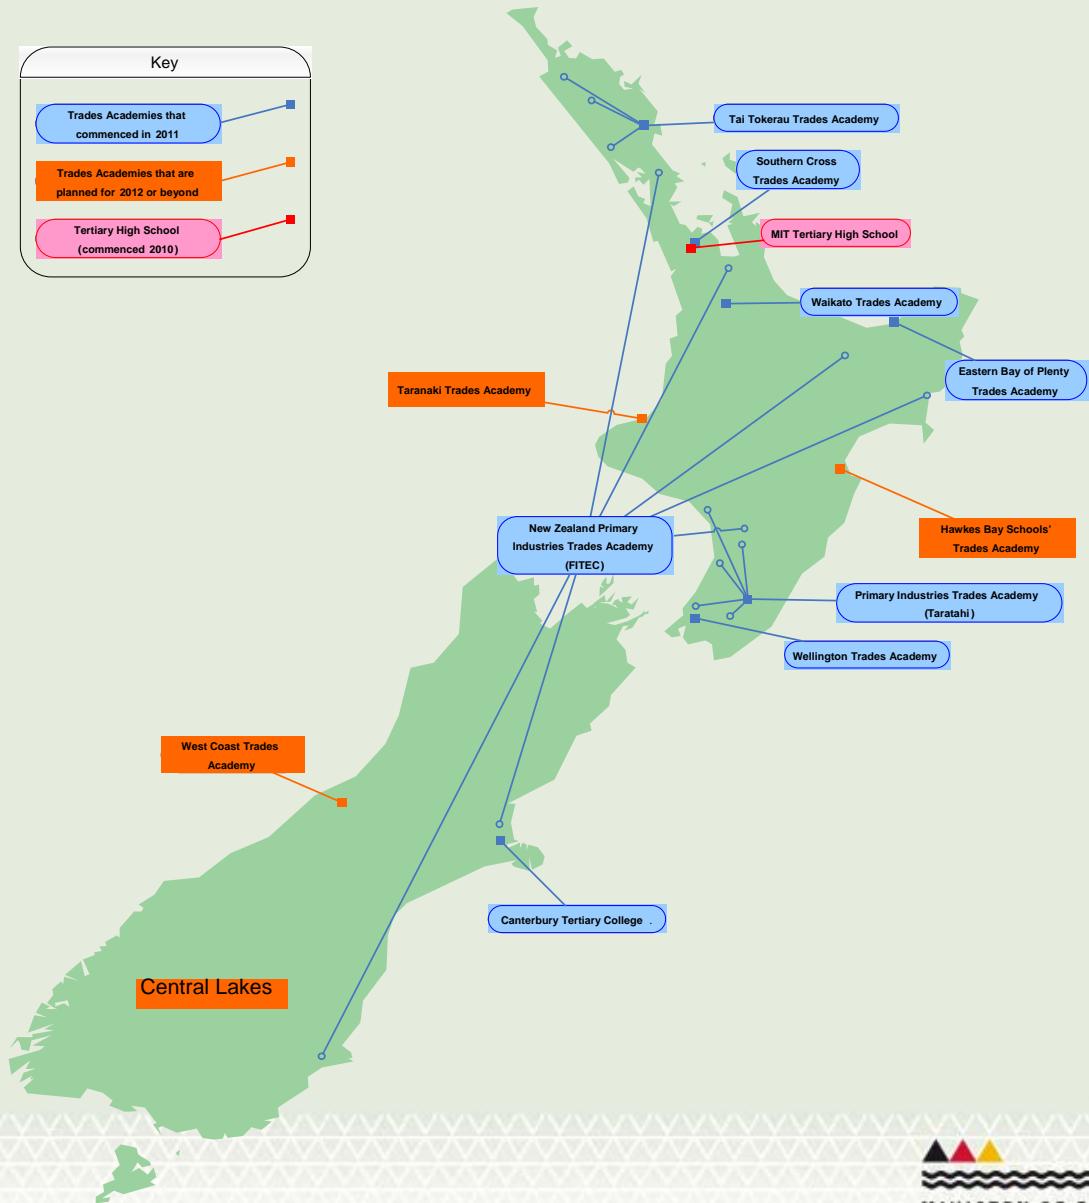 Key
Trades Academies that
commenced in 2011
Trades Academies that are
planned for 2012 or beyond
Tertiary High School
(commenced 2010)
Tai Tokerau Trades Academy
Southern Cross
Trades Academy
MIT Tertiary High School
Waikato Trades Academy
Eastern Bay of Plenty
Trades Academy
Taranaki Trades Academy
Hawkes Bay Schools'
Trades Academy
New Zealand Primary
Industries Trades Academy
(FITEC)
Primary Industries Trades Academy
(Taratahi)
Wellington Trades Academy
West Coast Trades
Academy
Canterbury Tertiary College .
Central Lakes